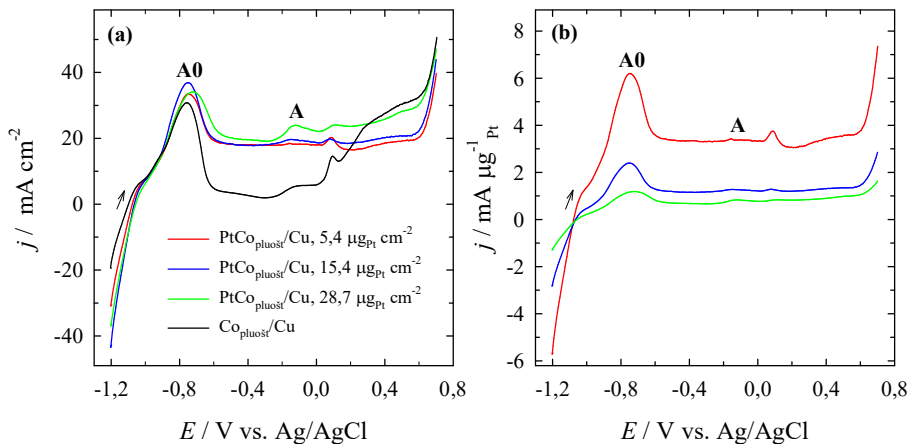 (a)
A0
A
40
20
0
-20
-40
j / mA cm⁻²
PtCo_pluošt/Cu, 5,4 μg_Pt cm⁻²
PtCo_pluošt/Cu, 15,4 μg_Pt cm⁻²
PtCo_pluošt/Cu, 28,7 μg_Pt cm⁻²
Co_pluošt/Cu
-1,2 -0,8 -0,4 0,0 0,4 0,8
E / V vs. Ag/AgCl
(b)
A0
A
8
6
4
2
0
-2
-4
-6
j / mA μg⁻¹_Pt
-1,2 -0,8 -0,4 0,0 0,4 0,8
E / V vs. Ag/AgCl